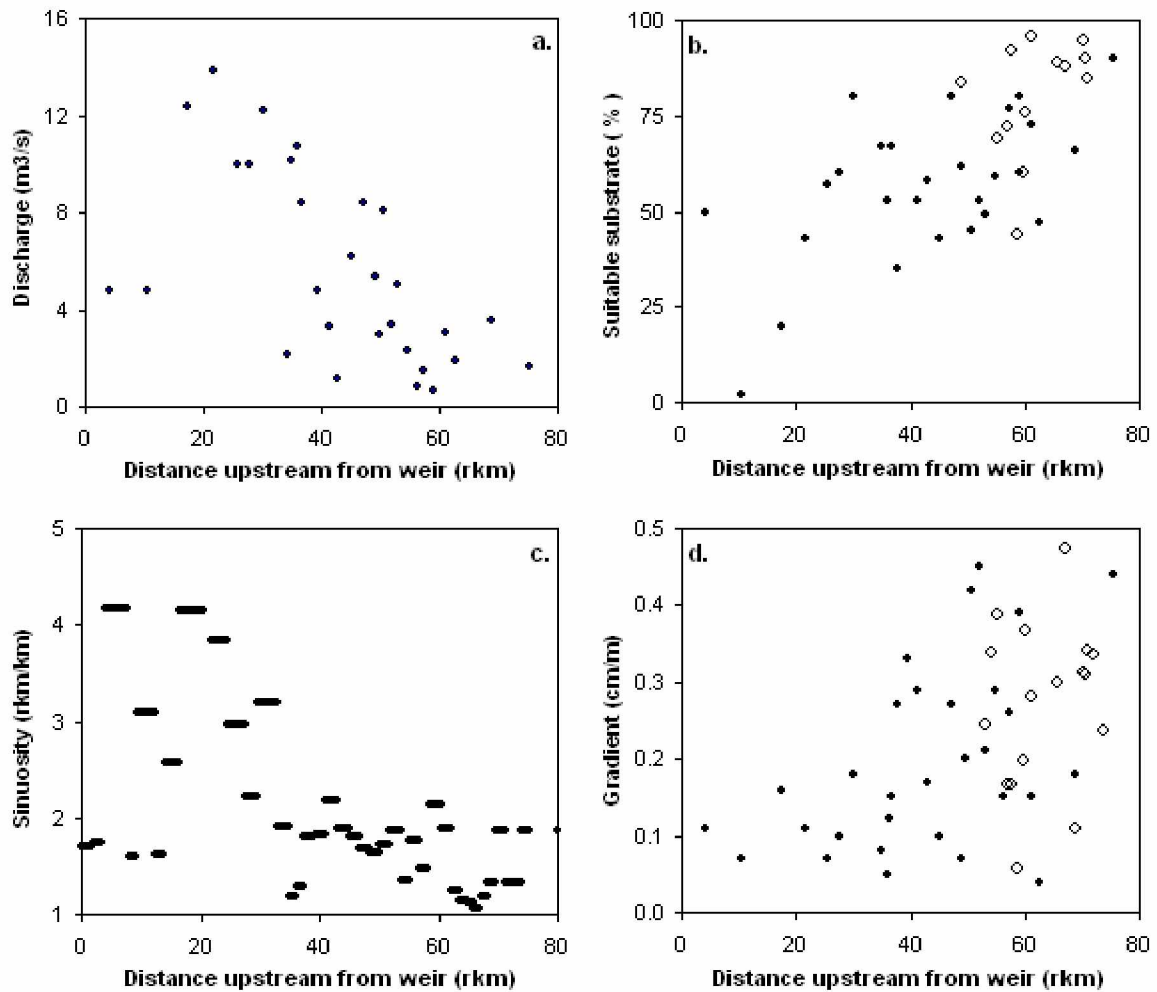 16
a.
12
8
4
0
Discharge (m3/s)
0 20 40 60 80
Distance upstream from weir (rkm)
100
b.
75
50
25
0
Suitable substrate ( % )
0 20 40 60 80
Distance upstream from weir (rkm)
5
c.
4
3
2
1
Sinuosity (rkm/km)
0 20 40 60 80
Distance upstream from weir (rkm)
0.5
d.
0.4
0.3
0.2
0.1
0.0
Gradient (cm/m)
0 20 40 60 80
Distance upstream from weir (rkm)